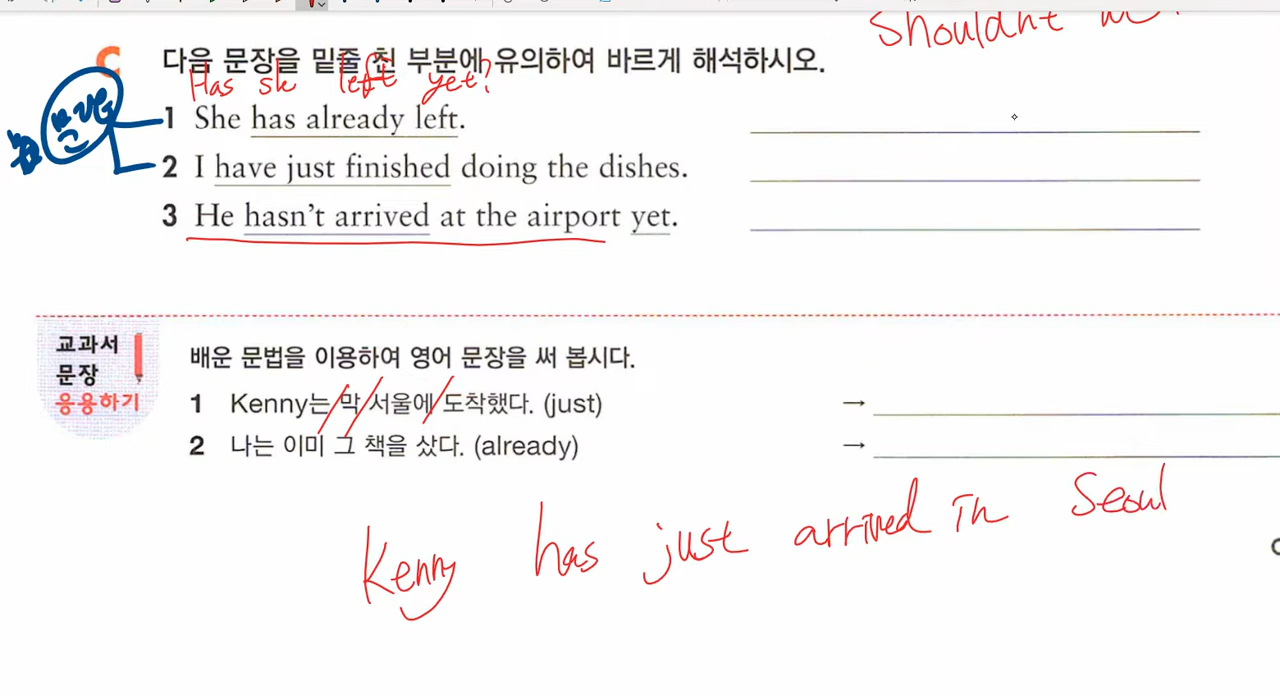 Shouldn't
C 다음 문장을 밑줄 친 부분에 유의하여 바르게 해석하시오.
Has she left yet?
1 She has already left.
2 I have just finished doing the dishes.
3 He hasn't arrived at the airport yet.
교과서
문장
응용하기
배운 문법을 이용하여 영어 문장을 써 봅시다.
1 Kenny는 막 서울에 도착했다. (just) →
2 나는 이미 그 책을 샀다. (already) →
Kenny has just arrived in Seoul